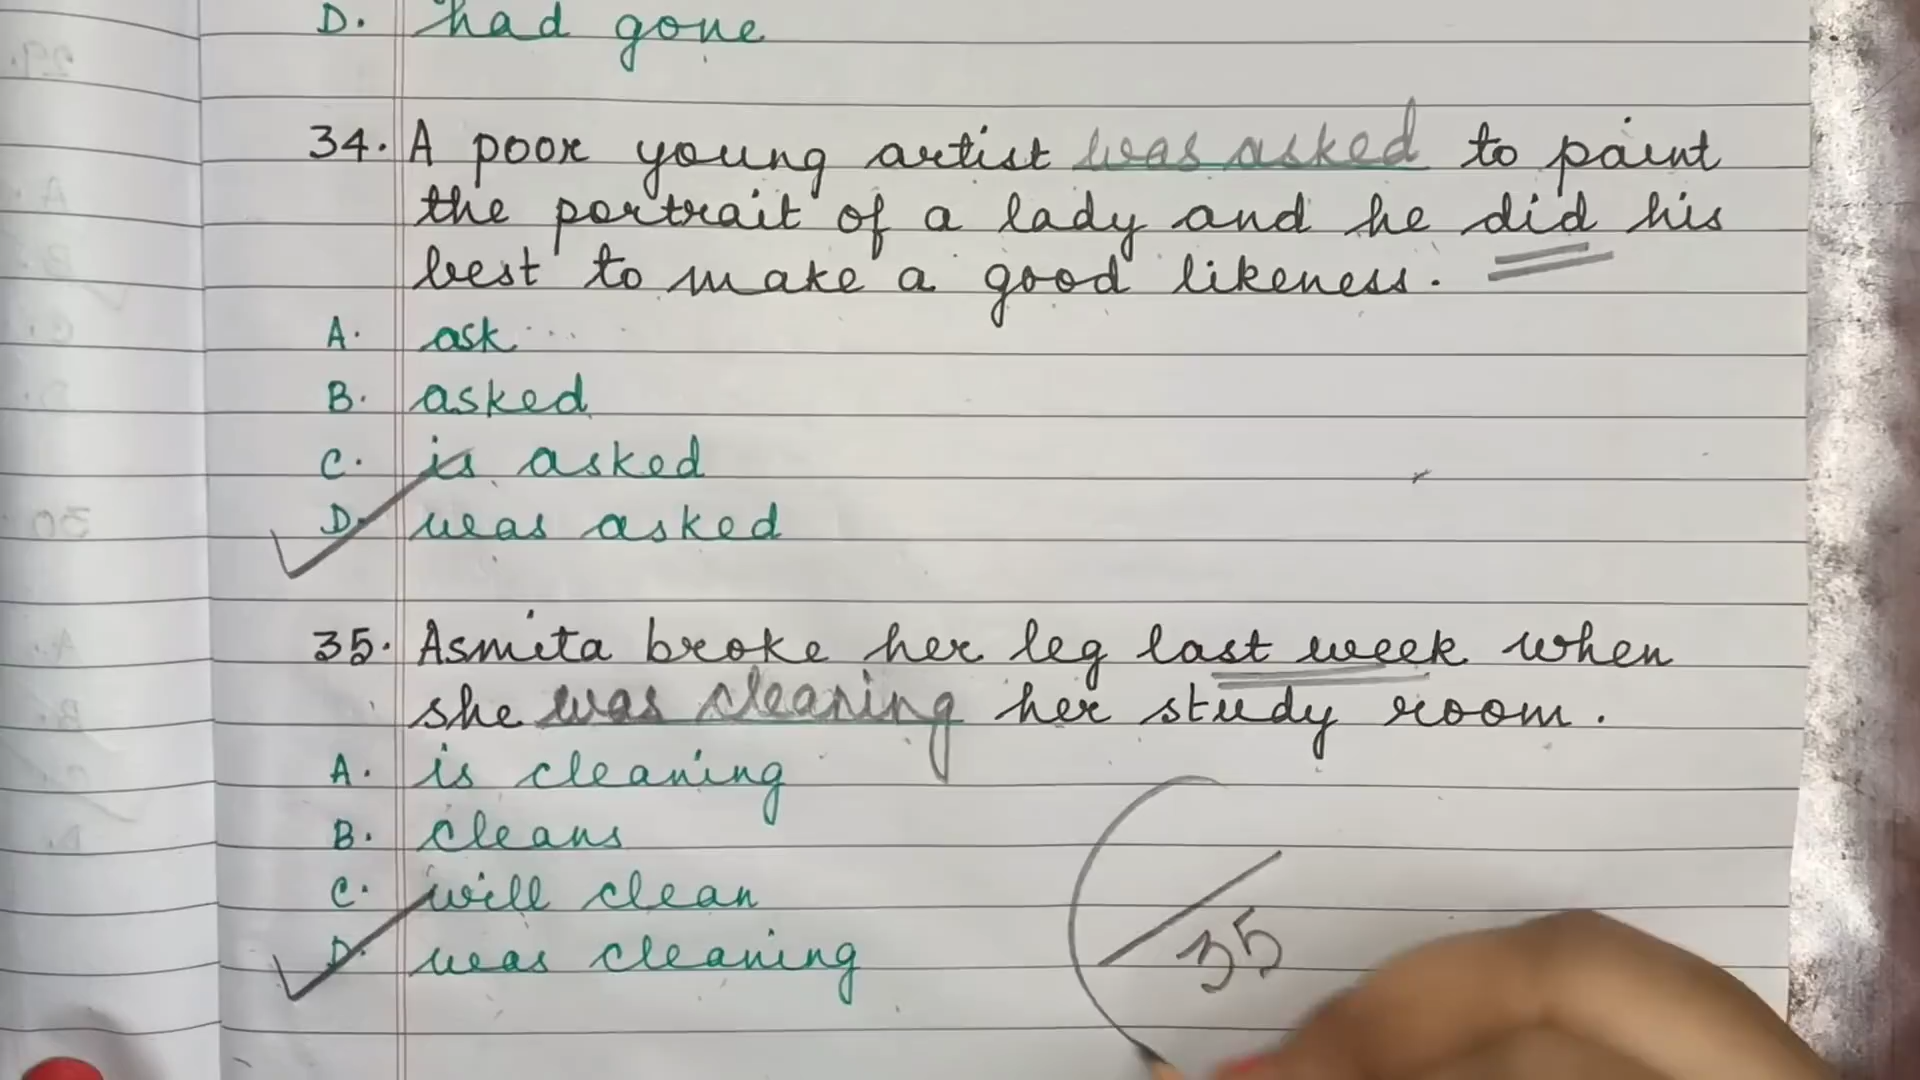 D. had gone
34. A poor young artist was asked to paint
the portrait of a lady and he did his
best to make a good likeness.
A. ask
B. asked
C. is asked
D. was asked
35. Asmita broke her leg last week when
she was cleaning her study room.
A. is cleaning
B. cleans
C. will clean
D. was cleaning
35